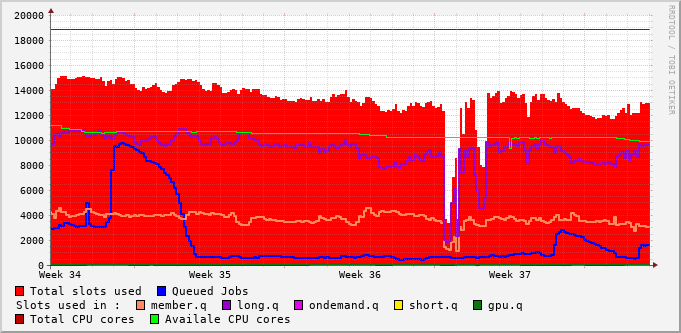 20000
18000
16000
14000
12000
10000
8000
6000
4000
2000
0
Week 34 Week 35 Week 36 Week 37
Total slots used Queued Jobs
Slots used in : member.q long.q ondemand.q short.q gpu.q
Total CPU cores Availale CPU cores
RRDTOOL / TOBI OETIKER